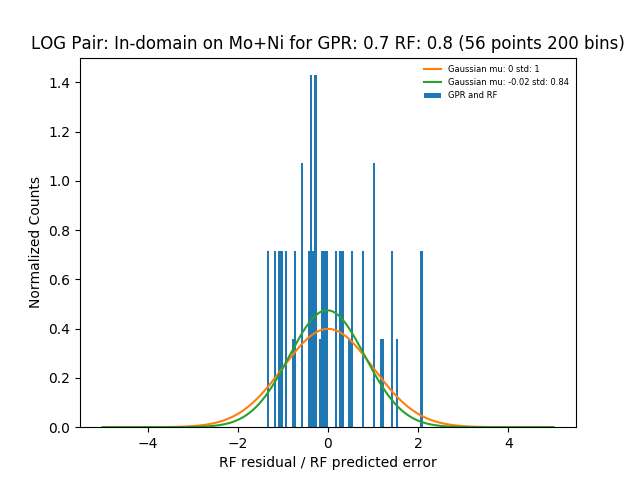 LOG Pair: In-domain on Mo+Ni for GPR: 0.7 RF: 0.8 (56 points 200 bins)
Gaussian mu: 0 std: 1
Gaussian mu: -0.02 std: 0.84
GPR and RF
Normalized Counts
1.4
1.2
1.0
0.8
0.6
0.4
0.2
0.0
−4 −2 0 2 4
RF residual / RF predicted error